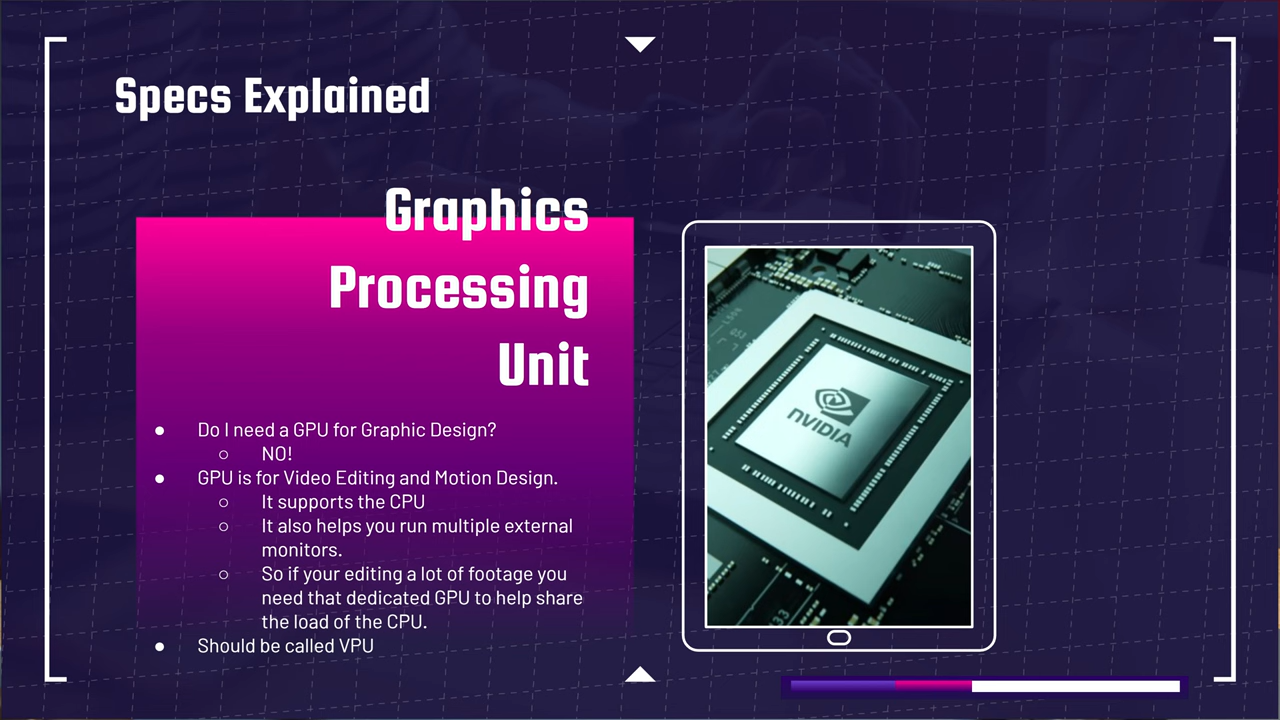 Specs Explained
Graphics
Processing
Unit
● Do I need a GPU for Graphic Design?
○ NO!
● GPU is for Video Editing and Motion Design.
○ It supports the CPU
○ It also helps you run multiple external
monitors.
○ So if your editing a lot of footage you
need that dedicated GPU to help share
the load of the CPU.
● Should be called VPU
NVIDIA